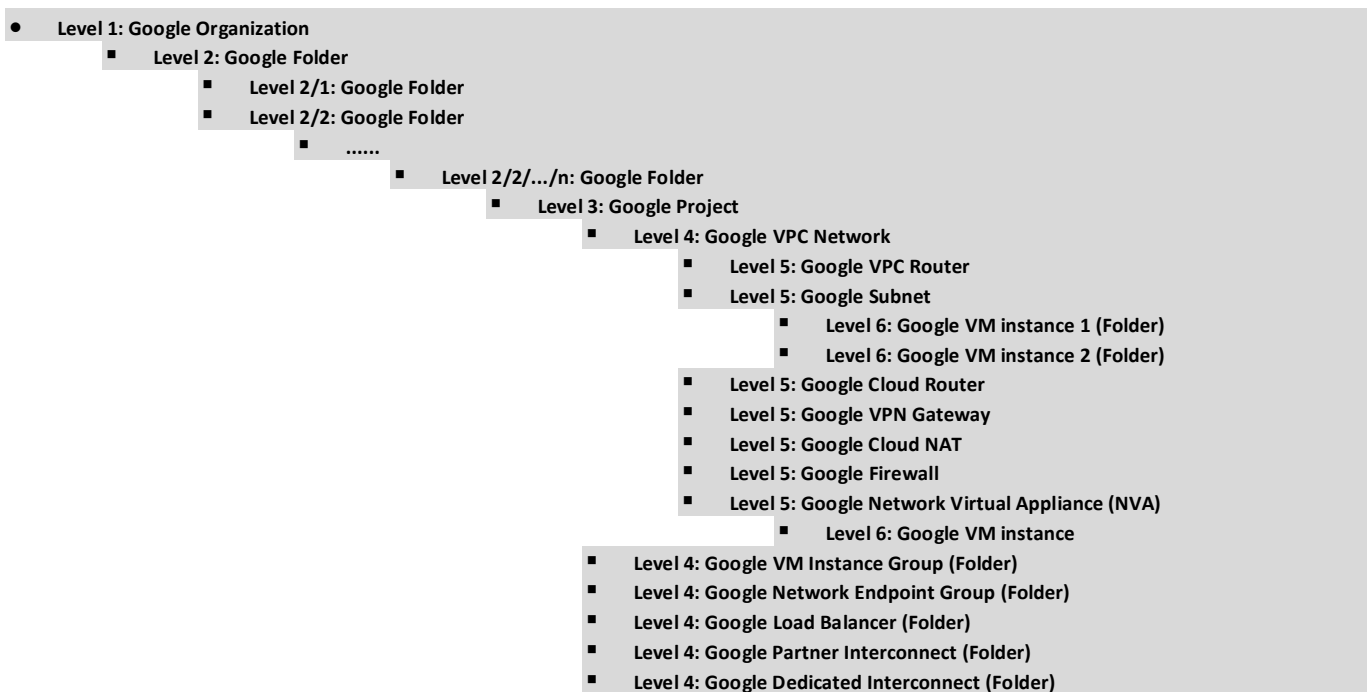 ● Level 1: Google Organization
▪ Level 2: Google Folder
▪ Level 2/1: Google Folder
▪ Level 2/2: Google Folder
▪ ......
▪ Level 2/2/.../n: Google Folder
▪ Level 3: Google Project
▪ Level 4: Google VPC Network
▪ Level 5: Google VPC Router
▪ Level 5: Google Subnet
▪ Level 6: Google VM instance 1 (Folder)
▪ Level 6: Google VM instance 2 (Folder)
▪ Level 5: Google Cloud Router
▪ Level 5: Google VPN Gateway
▪ Level 5: Google Cloud NAT
▪ Level 5: Google Firewall
▪ Level 5: Google Network Virtual Appliance (NVA)
▪ Level 6: Google VM instance
▪ Level 4: Google VM Instance Group (Folder)
▪ Level 4: Google Network Endpoint Group (Folder)
▪ Level 4: Google Load Balancer (Folder)
▪ Level 4: Google Partner Interconnect (Folder)
▪ Level 4: Google Dedicated Interconnect (Folder)